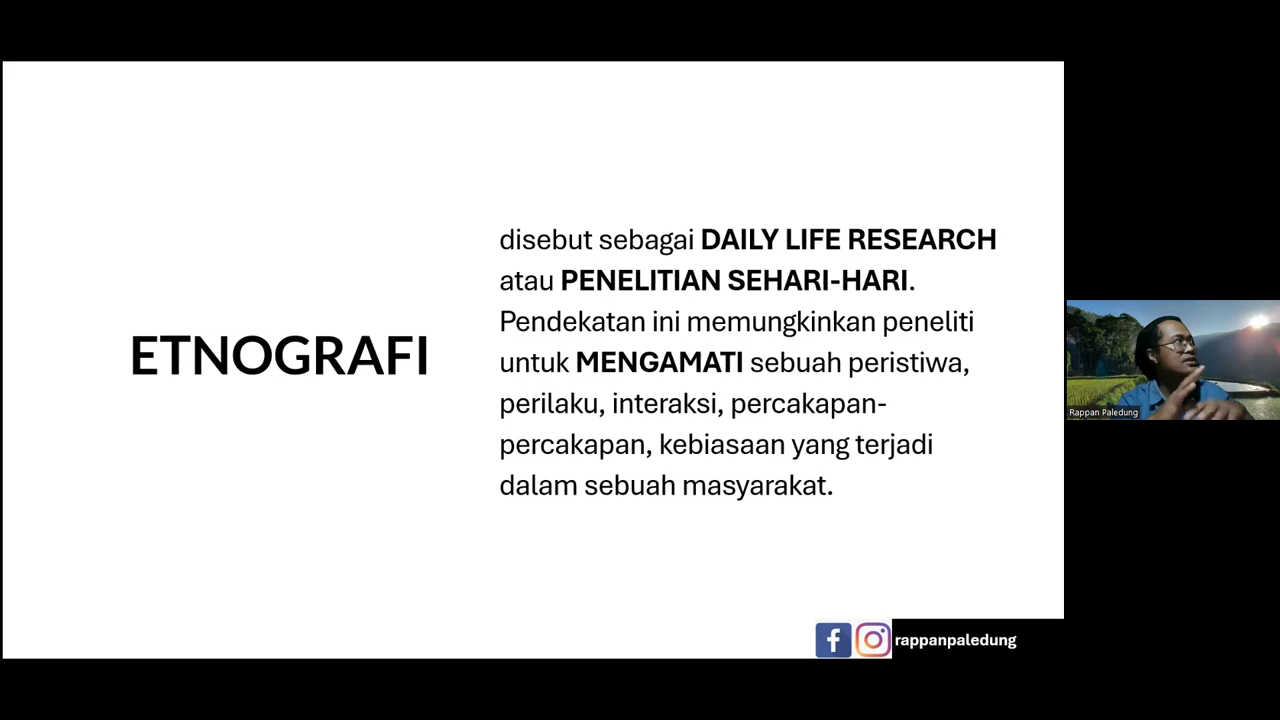 ETNOGRAFI
disebut sebagai DAILY LIFE RESEARCH
atau PENELITIAN SEHARI-HARI.
Pendekatan ini memungkinkan peneliti
untuk MENGAMATI sebuah peristiwa,
perilaku, interaksi, percakapan-
percakapan, kebiasaan yang terjadi
dalam sebuah masyarakat.
Rappan Paledung
rappanpaledung